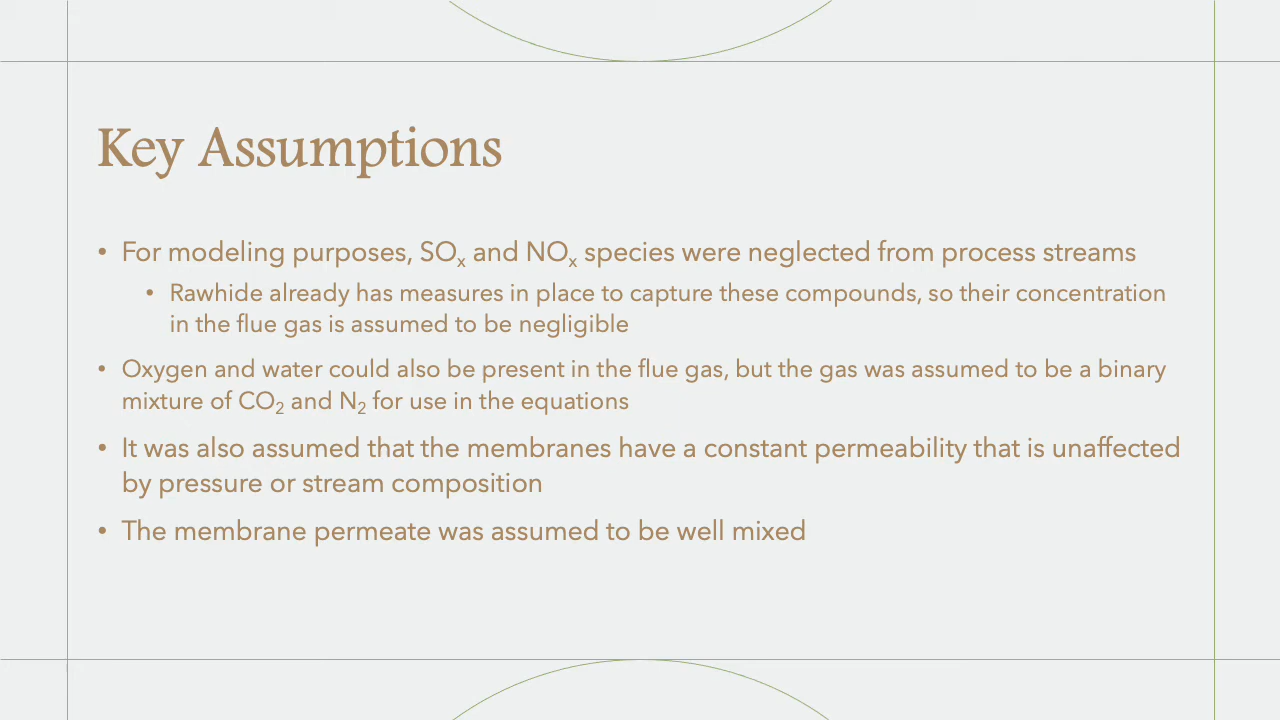 Key Assumptions
• For modeling purposes, SOₓ and NOₓ species were neglected from process streams
• Rawhide already has measures in place to capture these compounds, so their concentration
in the flue gas is assumed to be negligible
• Oxygen and water could also be present in the flue gas, but the gas was assumed to be a binary
mixture of CO₂ and N₂ for use in the equations
• It was also assumed that the membranes have a constant permeability that is unaffected
by pressure or stream composition
• The membrane permeate was assumed to be well mixed